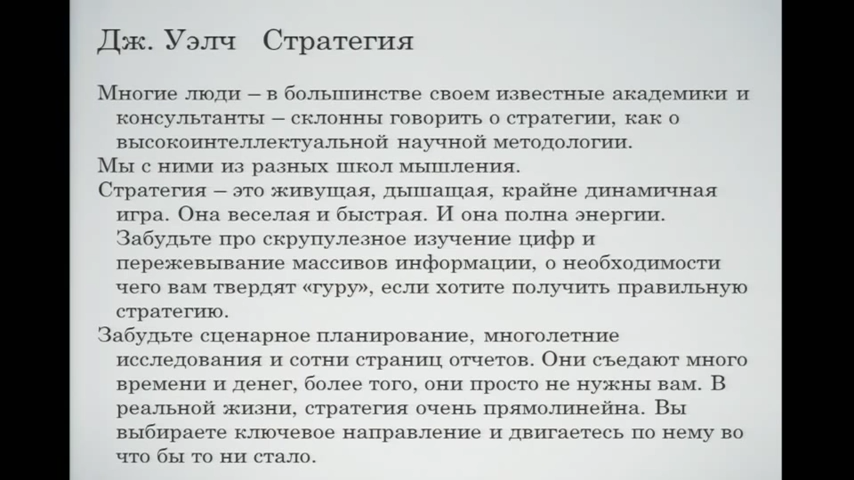 Дж. Уэлч Стратегия
Многие люди – в большинстве своем известные академики и
консультанты – склонны говорить о стратегии, как о
высокоинтеллектуальной научной методологии.
Мы с ними из разных школ мышления.
Стратегия – это живущая, дышащая, крайне динамичная
игра. Она веселая и быстрая. И она полна энергии.
Забудьте про скрупулезное изучение цифр и
пережевывание массивов информации, о необходимости
чего вам твердят «гуру», если хотите получить правильную
стратегию.
Забудьте сценарное планирование, многолетние
исследования и сотни страниц отчетов. Они съедают много
времени и денег, более того, они просто не нужны вам. В
реальной жизни, стратегия очень прямолинейна. Вы
выбираете ключевое направление и двигаетесь по нему во
что бы то ни стало.